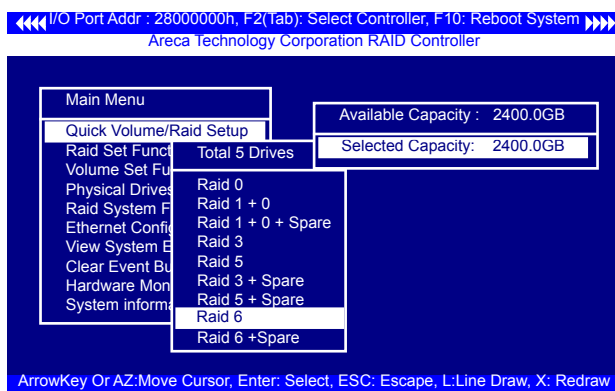 I/O Port Addr : 28000000h, F2(Tab): Select Controller, F10: Reboot System
Areca Technology Corporation RAID Controller
Main Menu
Quick Volume/Raid Setup
Raid Set Funct
Volume Set Fu
Physical Drives
Raid System F
Ethernet Config
View System E
Clear Event Bu
Hardware Mon
System informa
Total 5 Drives
Raid 0
Raid 1 + 0
Raid 1 + 0 + Spare
Raid 3
Raid 5
Raid 3 + Spare
Raid 5 + Spare
Raid 6
Raid 6 +Spare
Available Capacity : 2400.0GB
Selected Capacity: 2400.0GB
ArrowKey Or AZ:Move Cursor, Enter: Select, ESC: Escape, L:Line Draw, X: Redraw